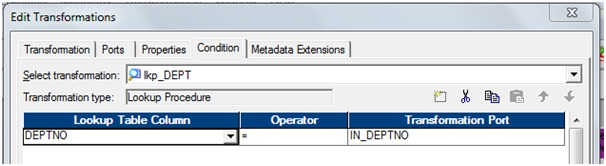 Edit Transformations
Transformation Ports Properties Condition Metadata Extensions
Select transformation: lkp_DEPT
Transformation type: Lookup Procedure
Lookup Table Column Operator Transformation Port
DEPTNO = IN_DEPTNO